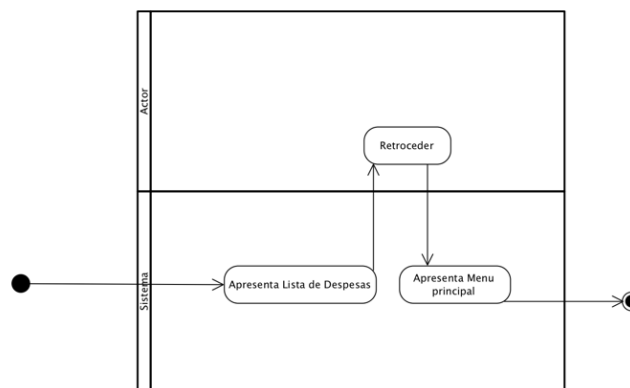 Actor
Retroceder
Sistema
Apresenta Lista de Despesas
Apresenta Menu
principal